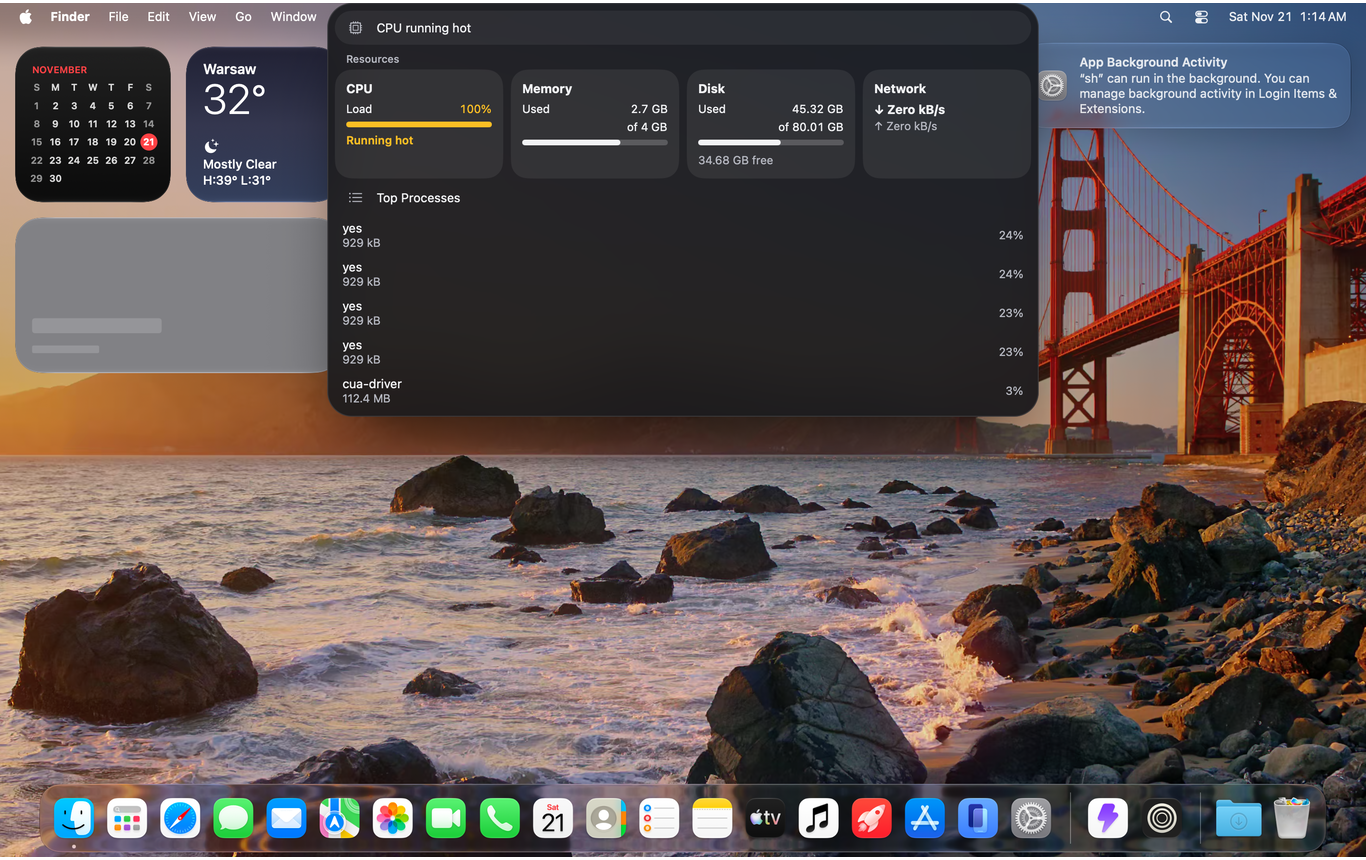 Finder File Edit View Go Window
Sat Nov 21 1:14 AM
CPU running hot
Resources
CPU
Load 100%
Running hot
Memory
Used 2.7 GB
of 4 GB
Disk
Used 45.32 GB
of 80.01 GB
34.68 GB free
Network
↓ Zero kB/s
↑ Zero kB/s
Top Processes
yes
929 kB
24%
yes
929 kB
24%
yes
929 kB
23%
yes
929 kB
23%
cua-driver
112.4 MB
3%
NOVEMBER
S M T W T F S
1 2 3 4 5 6 7
8 9 10 11 12 13 14
15 16 17 18 19 20 21
22 23 24 25 26 27 28
29 30
Warsaw
32°
Mostly Clear
H:39° L:31°
App Background Activity
“sh” can run in the background. You can
manage background activity in Login Items &
Extensions.
Sat
21
tv